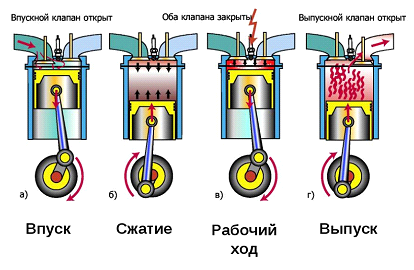 Впускной клапан открыт
Оба клапана закрыты
Выпускной клапан открыт
а)
б)
в)
г)
Впуск
Сжатие
Рабочий
ход
Выпуск